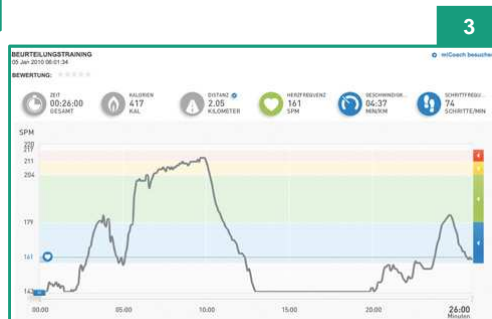 3
BEURTEILUNGSTRAINING
05 Jan 2010 06:01:34
miCoach besuchen
BEWERTUNG:
ZEIT
00:26:00
GESAMT
KALORIEN
417
KAL
DISTANZ
2.05
KILOMETER
HERZFREQUENZ
161
SPM
04:37
MIN/KM
SCHRITTFREQU...
74
SCHRITTE/MIN
SPM
220
217
211
204
179
161
00:00
05:00
10:00
15:00
20:00
26:00
Minuten